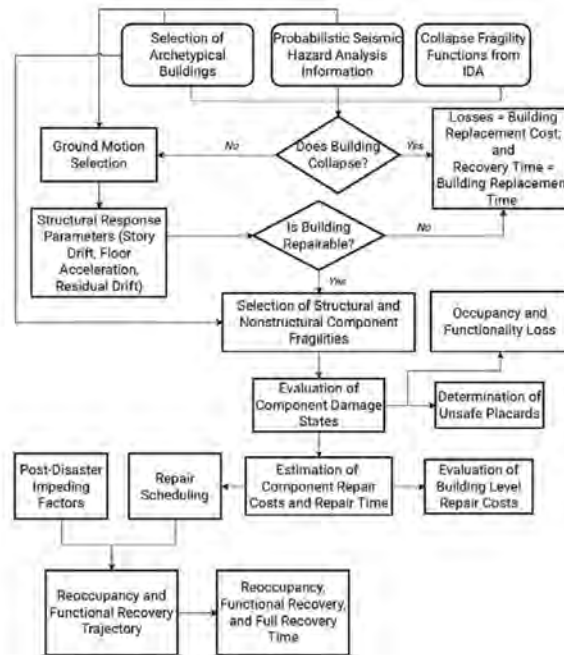 Selection of
Archetypical
Buildings
Probabilistic Seismic
Hazard Analysis
Information
Collapse Fragility
Functions from
IDA
Ground Motion
Selection
No
Does Building
Collapse?
Yes
Losses = Building
Replacement Cost;
and
Recovery Time =
Building Replacement
Time
Structural Response
Parameters (Story
Drift, Floor
Acceleration,
Residual Drift)
Is Building
Repairable?
No
Yes
Selection of Structural and
Nonstructural Component
Fragilities
Occupancy and
Functionality Loss
Evaluation of
Component Damage
States
Determination of
Unsafe Placards
Post-Disaster
Impeding
Factors
Repair
Scheduling
Estimation of
Component Repair
Costs and Repair Time
Evaluation of
Building Level
Repair Costs
Reoccupancy and
Functional Recovery
Trajectory
Reoccupancy,
Functional Recovery,
and Full Recovery
Time